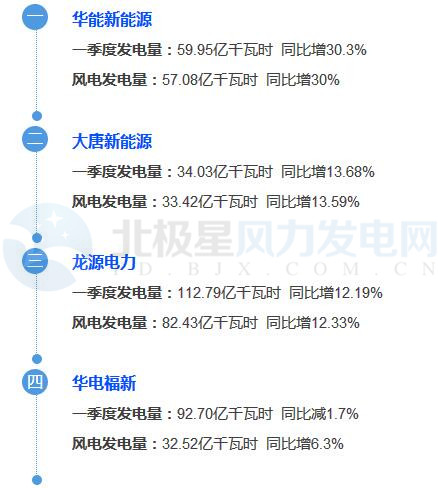 一
华能新能源
一季度发电量：59.95亿千瓦时 同比增30.3%
风电发电量：57.08亿千瓦时 同比增30%
二
大唐新能源
一季度发电量：34.03亿千瓦时 同比增13.68%
风电发电量：33.42亿千瓦时 同比增13.59%
北极星风力发电网
FD.BJX.COM.CN
三
龙源电力
一季度发电量：112.79亿千瓦时 同比增12.19%
风电发电量：82.43亿千瓦时 同比增12.33%
四
华电福新
一季度发电量：92.70亿千瓦时 同比减1.7%
风电发电量：32.52亿千瓦时 同比增6.3%